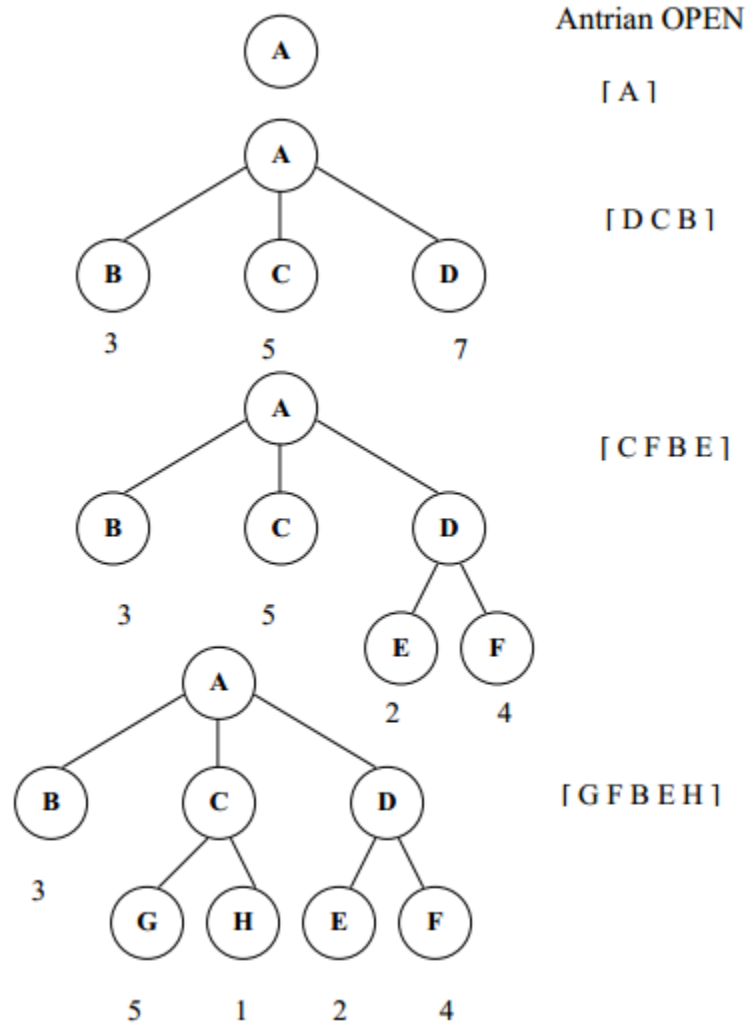 Antrian OPEN
A
⌈ A ⌉
A
⌈ D C B ⌉
B C D
3 5 7
A
⌈ C F B E ⌉
B C D
3 5
E F
2 4
A
B C D
⌈ G F B E H ⌉
3
G H E F
5 1 2 4